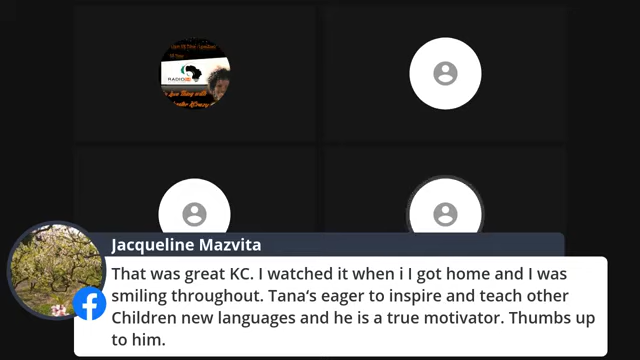 RADIO
Jacqueline Mazvita
That was great KC. I watched it when i I got home and I was
smiling throughout. Tana‘s eager to inspire and teach other
Children new languages and he is a true motivator. Thumbs up
to him.